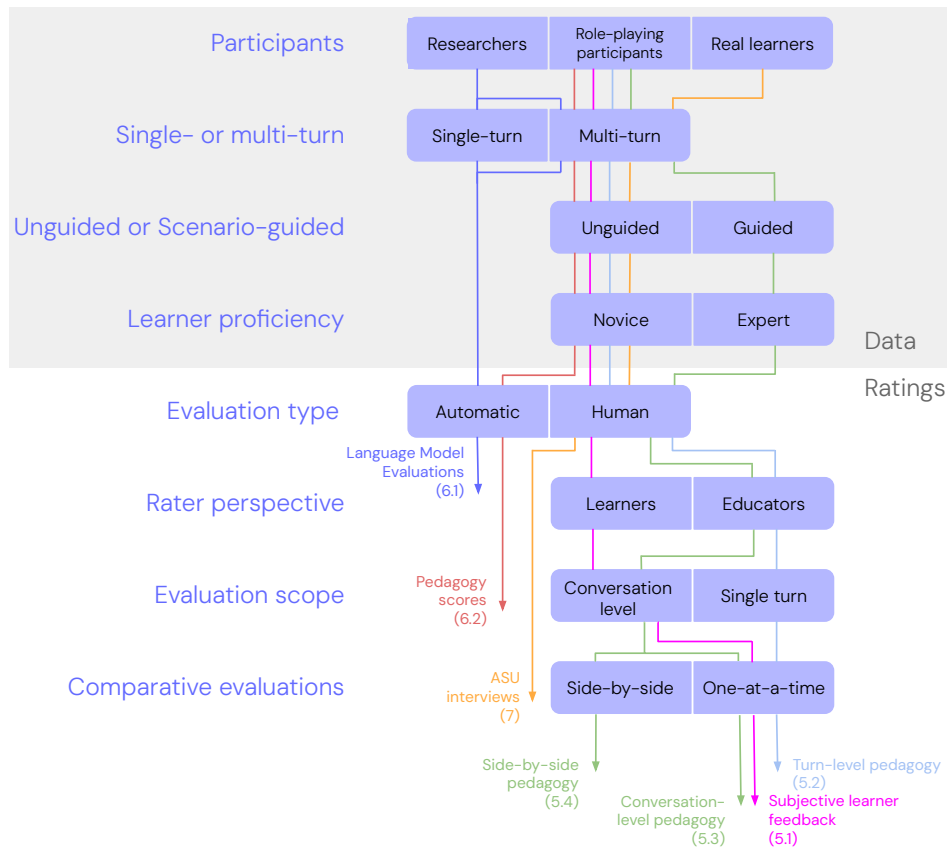 Participants
Researchers
Role-playing
participants
Real learners
Single- or multi-turn
Single-turn
Multi-turn
Unguided or Scenario-guided
Unguided
Guided
Learner proficiency
Novice
Expert
Data
Ratings
Evaluation type
Automatic
Human
Language Model
Evaluations
(6.1)
Rater perspective
Learners
Educators
Evaluation scope
Conversation
level
Single turn
Pedagogy
scores
(6.2)
Comparative evaluations
ASU
interviews
(7)
Side-by-side
One-at-a-time
Side-by-side
pedagogy
(5.4)
Turn-level pedagogy
(5.2)
Conversation-
level pedagogy
(5.3)
Subjective learner
feedback
(5.1)